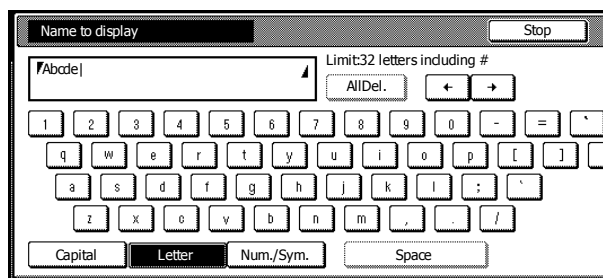 Name to display Stop
Limit:32 letters including #
Abcde|
AllDel. ← →
1 2 3 4 5 6 7 8 9 0 - = `
q w e r t y u i o p [ ]
a s d f g h j k l ; `
z x c v b n m , . /
Capital Letter Num./Sym. Space